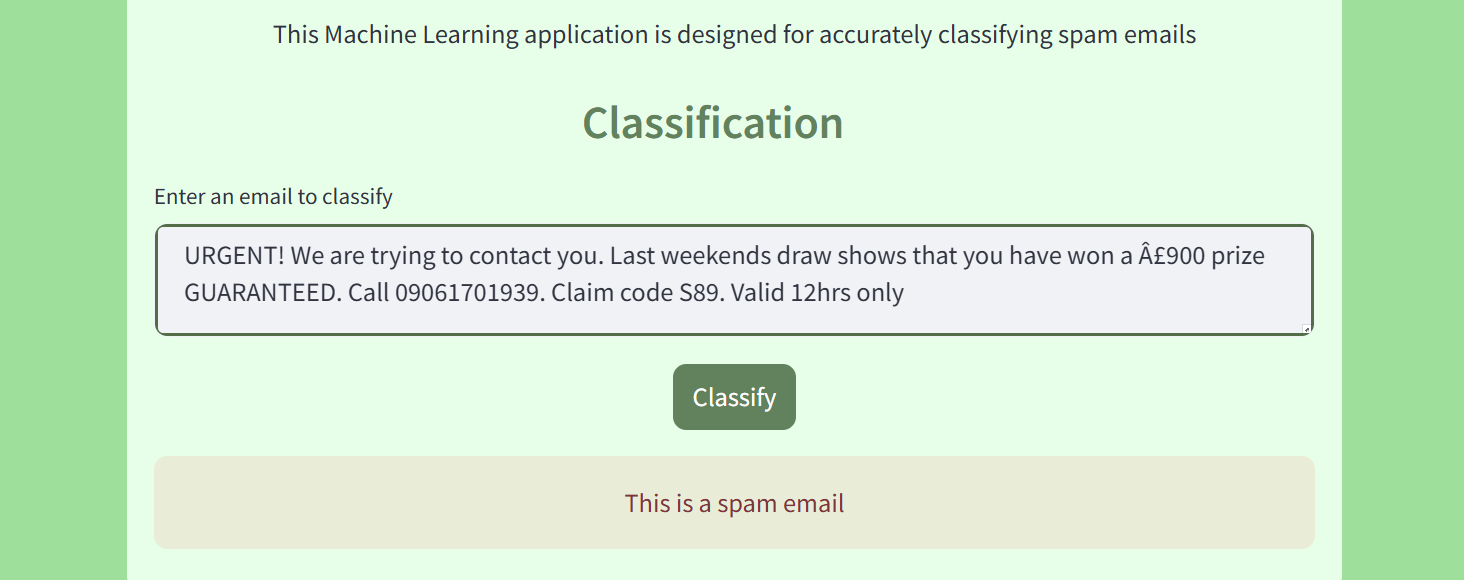 This Machine Learning application is designed for accurately classifying spam emails
Classification
Enter an email to classify
URGENT! We are trying to contact you. Last weekends draw shows that you have won a Â£900 prize
GUARANTEED. Call 09061701939. Claim code S89. Valid 12hrs only
Classify
This is a spam email